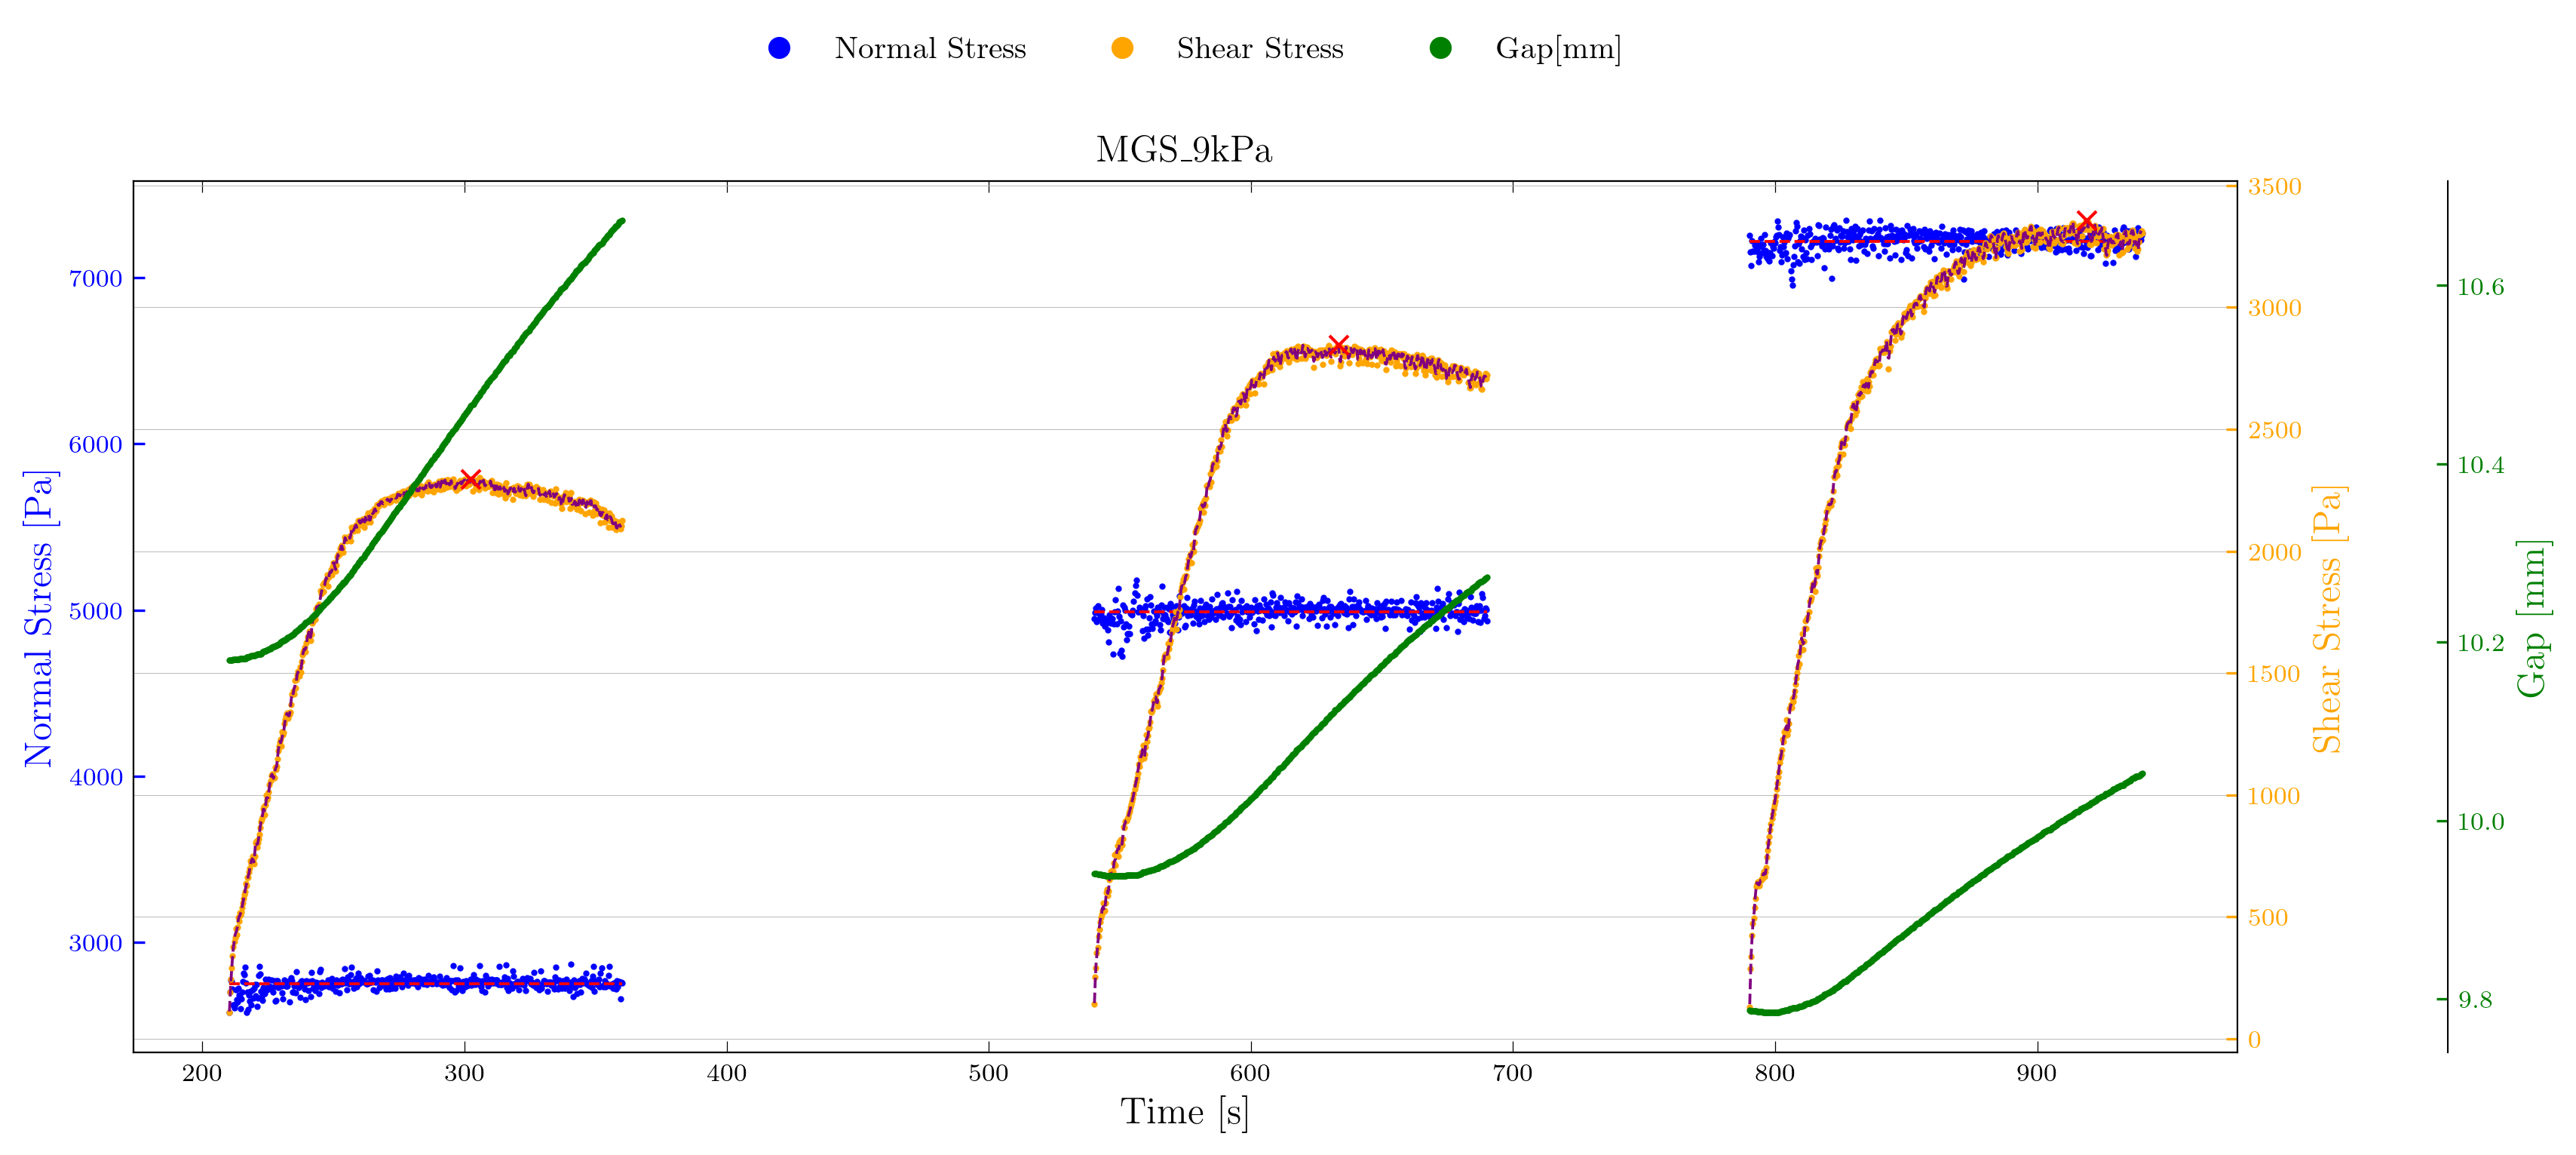 Normal Stress Shear Stress Gap[mm]
MGS_9kPa
Normal Stress [Pa]
7000
6000
5000
4000
3000
3500
3000
2500
2000
1500
1000
500
0
Shear Stress [Pa]
10.6
10.4
10.2
10.0
9.8
Gap [mm]
200 300 400 500 600 700 800 900
Time [s]